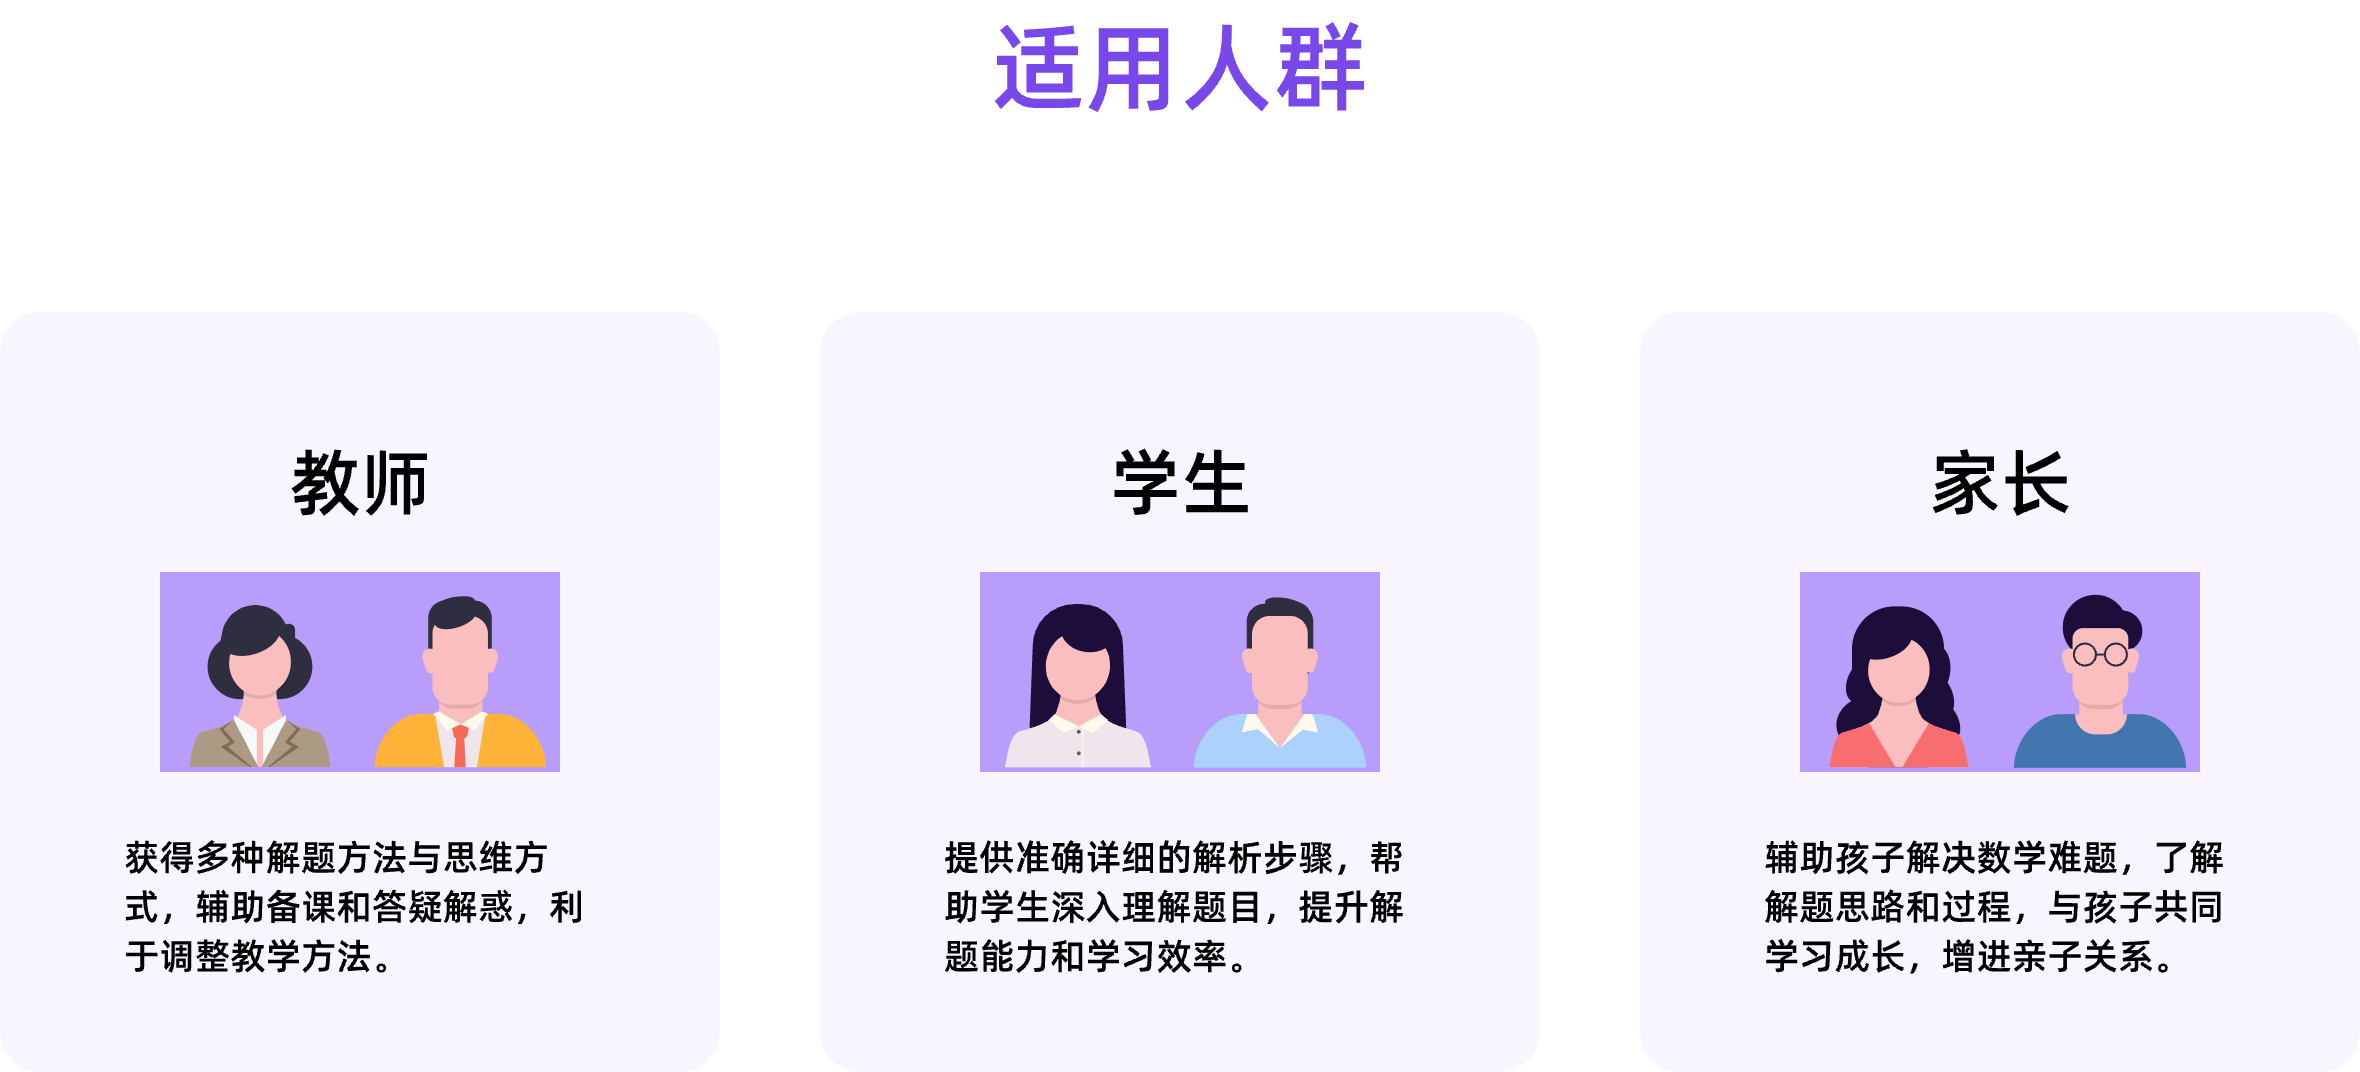 适用人群
教师
获得多种解题方法与思维方
式，辅助备课和答疑解惑，利
于调整教学方法。
学生
提供准确详细的解析步骤，帮
助学生深入理解题目，提升解
题能力和学习效率。
家长
辅助孩子解决数学难题，了解
解题思路和过程，与孩子共同
学习成长，增进亲子关系。